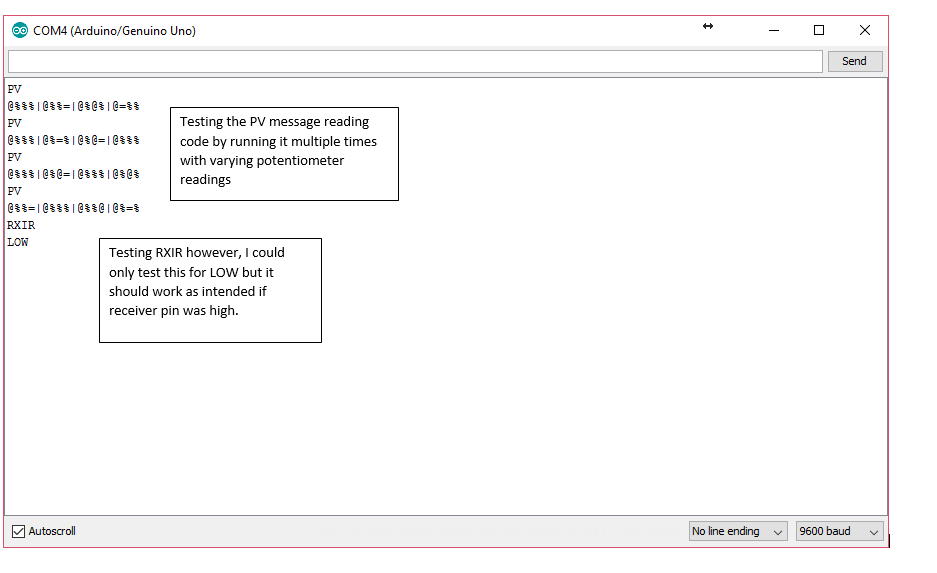 COM4 (Arduino/Genuino Uno)
Send
PV
@%%%|@%%=|@%@%|@=%%
PV
@%%%|@%=%|@%@=|@%%%
PV
@%%%|@%@=|@%%%|@%@%
PV
@%%=|@%%%|@%%@|@%=%
RXIR
LOW
Testing the PV message reading
code by running it multiple times
with varying potentiometer
readings
Testing RXIR however, I could
only test this for LOW but it
should work as intended if
receiver pin was high.
Autoscroll
No line ending
9600 baud